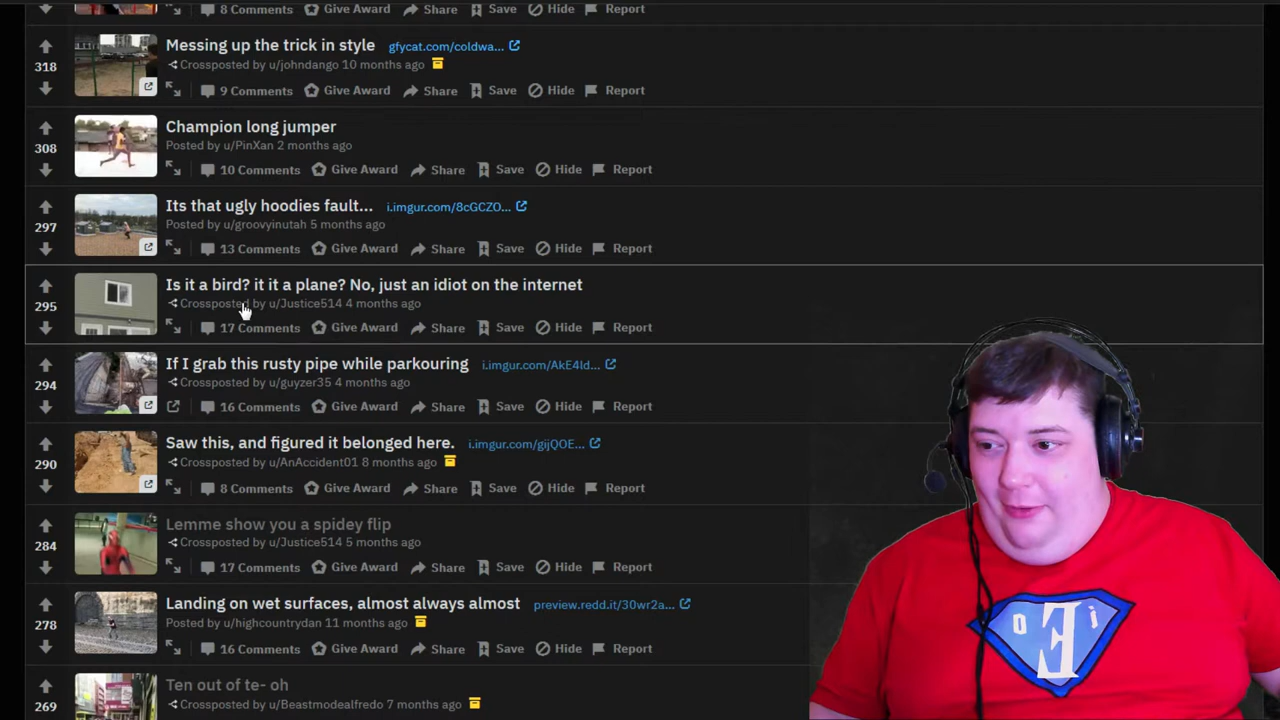 8 Comments Give Award Share Save Hide Report
Messing up the trick in style gfycat.com/coldwa...
318 Crossposted by u/johndango 10 months ago
9 Comments Give Award Share Save Hide Report
Champion long jumper
308 Posted by u/PinXan 2 months ago
10 Comments Give Award Share Save Hide Report
Its that ugly hoodies fault... i.imgur.com/8cGCZO...
297 Posted by u/groovyinutah 5 months ago
13 Comments Give Award Share Save Hide Report
Is it a bird? it it a plane? No, just an idiot on the internet
295 Crossposted by u/Justice514 4 months ago
17 Comments Give Award Share Save Hide Report
If I grab this rusty pipe while parkouring i.imgur.com/AkE4Id...
294 Crossposted by u/guyzer35 4 months ago
16 Comments Give Award Share Save Hide Report
Saw this, and figured it belonged here. i.imgur.com/gijQOE...
290 Crossposted by u/AnAccident01 8 months ago
8 Comments Give Award Share Save Hide Report
Lemme show you a spidey flip
284 Crossposted by u/Justice514 5 months ago
17 Comments Give Award Share Save Hide Report
Landing on wet surfaces, almost always almost preview.redd.it/30wr2a...
278 Posted by u/highcountrydan 11 months ago
16 Comments Give Award Share Save Hide Report
Ten out of te- oh
269 Crossposted by u/Beastmodealfredo 7 months ago